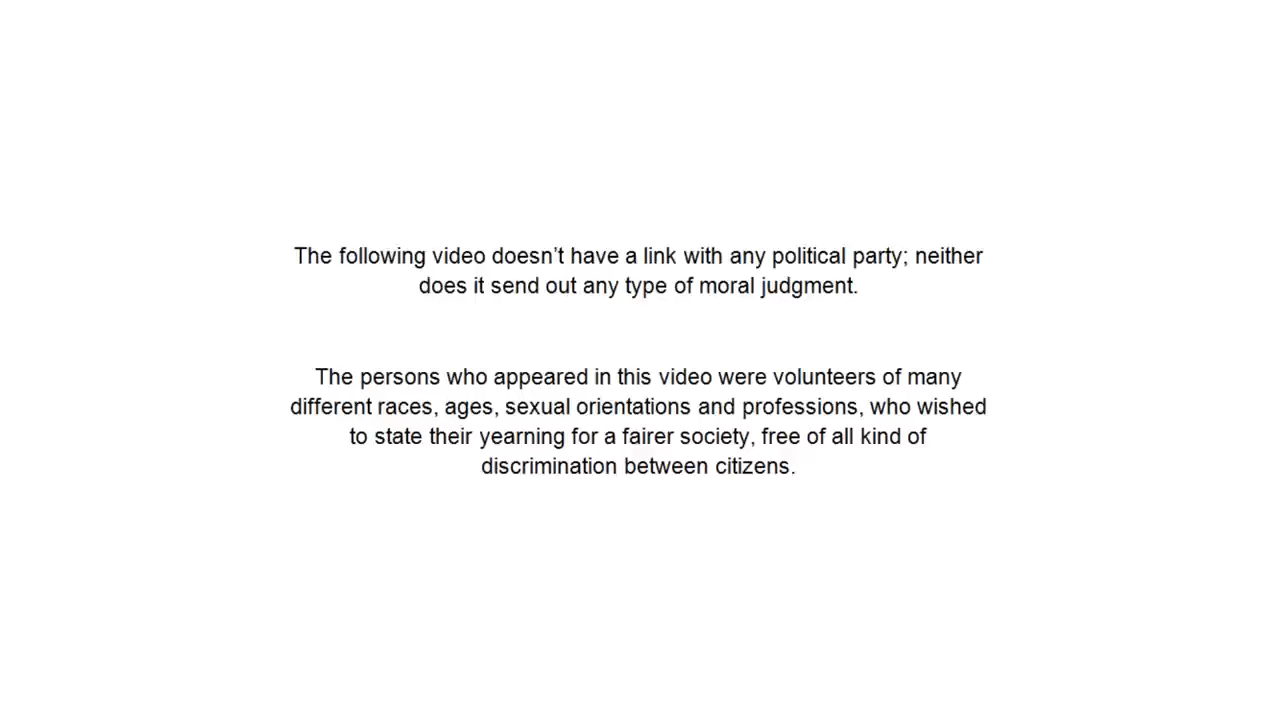 The following video doesn’t have a link with any political party; neither
does it send out any type of moral judgment.
The persons who appeared in this video were volunteers of many
different races, ages, sexual orientations and professions, who wished
to state their yearning for a fairer society, free of all kind of
discrimination between citizens.